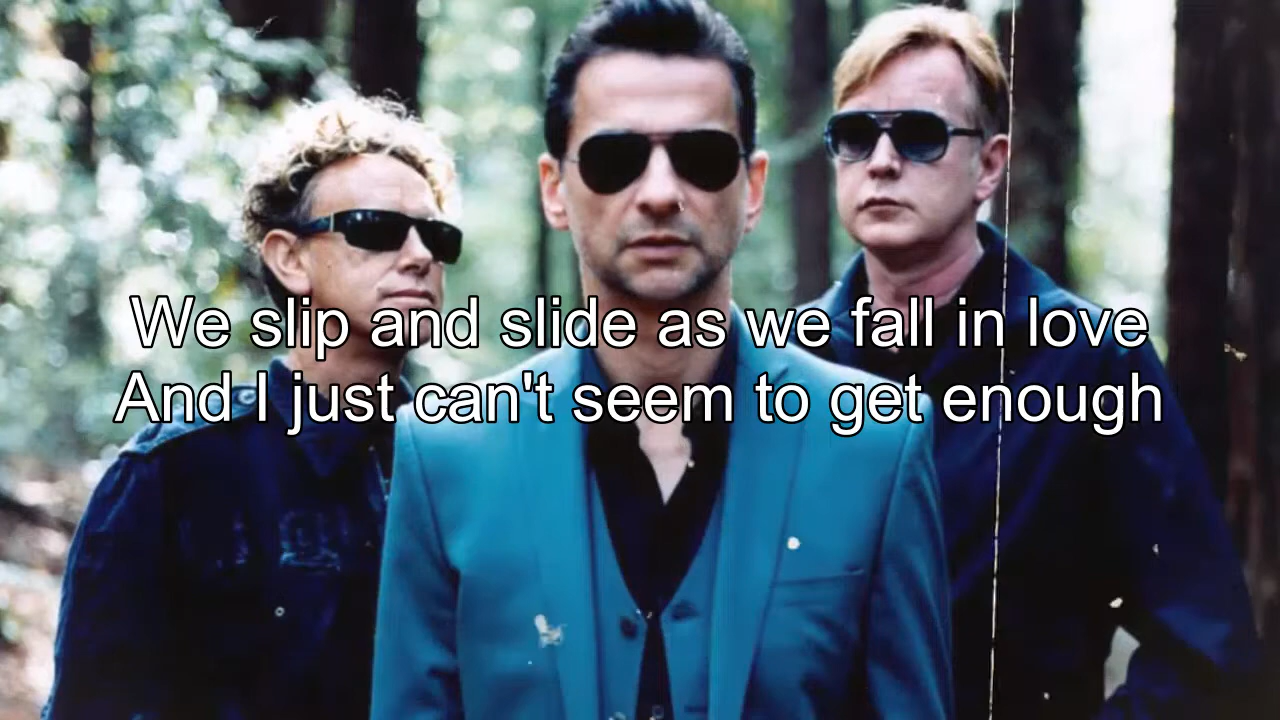 We slip and slide as we fall in love
And I just can't seem to get enough